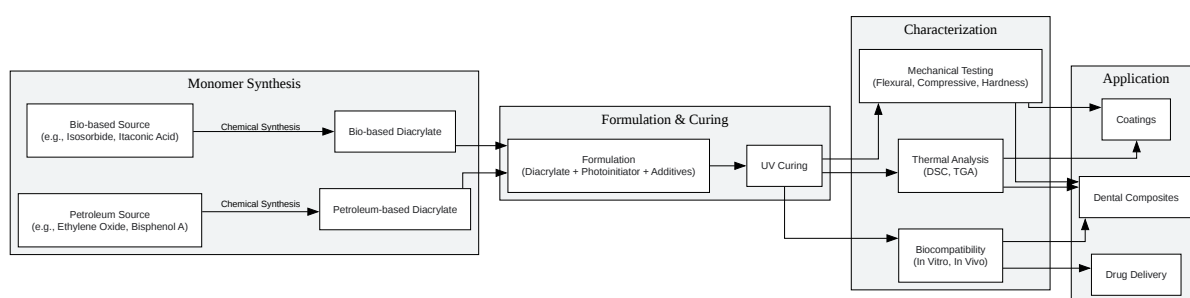 Monomer Synthesis
Bio-based Source
(e.g., Isosorbide, Itaconic Acid)
Chemical Synthesis
Bio-based Diacrylate
Petroleum Source
(e.g., Ethylene Oxide, Bisphenol A)
Chemical Synthesis
Petroleum-based Diacrylate
Formulation & Curing
Formulation
(Diacrylate + Photoinitiator + Additives)
UV Curing
Characterization
Mechanical Testing
(Flexural, Compressive, Hardness)
Thermal Analysis
(DSC, TGA)
Biocompatibility
(In Vitro, In Vivo)
Application
Coatings
Dental Composites
Drug Delivery